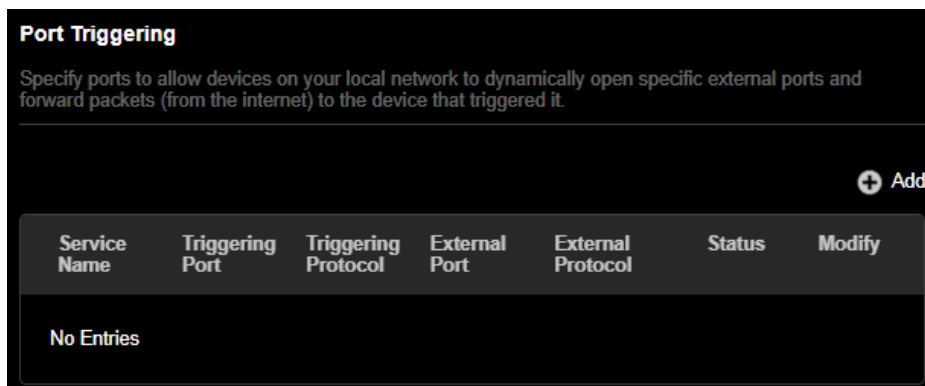 Port Triggering
Specify ports to allow devices on your local network to dynamically open specific external ports and
forward packets (from the internet) to the device that triggered it.
Add
Service Name
Triggering Port
Triggering Protocol
External Port
External Protocol
Status
Modify
No Entries